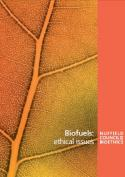 Biofuels:
ethical issues
NUFFIELD
COUNCIL ON
BIOETHICS